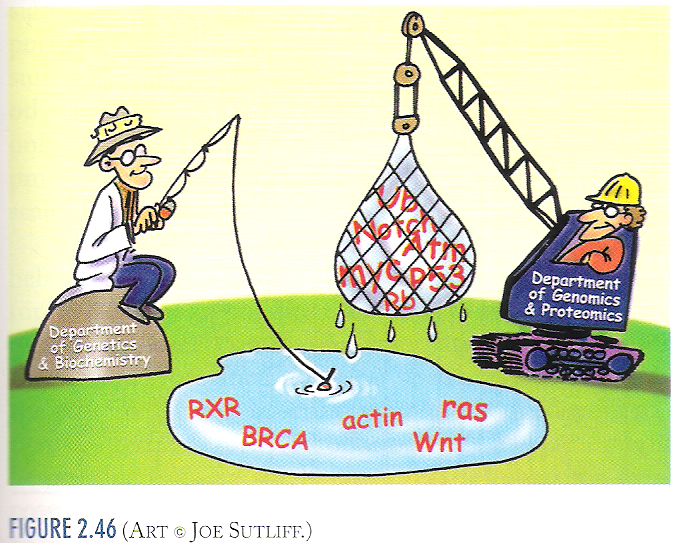 Department
of Genetics
& Biochemistry
Ub
Notch
Atm
myc
P53
Rb
Department
of Genomics
& Proteomics
RXR
BRCA
actin
ras
Wnt
FIGURE 2.46 (ART © JOE SUTLIFF.)